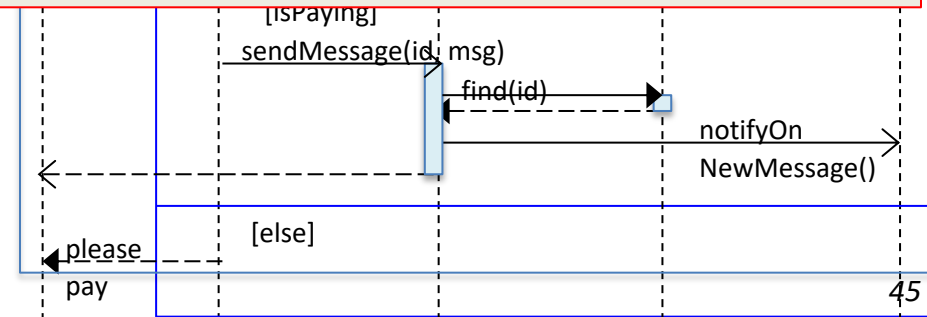 [isPaying]
sendMessage(id, msg)
find(id)
notifyOn
NewMessage()
[else]
please
pay
45